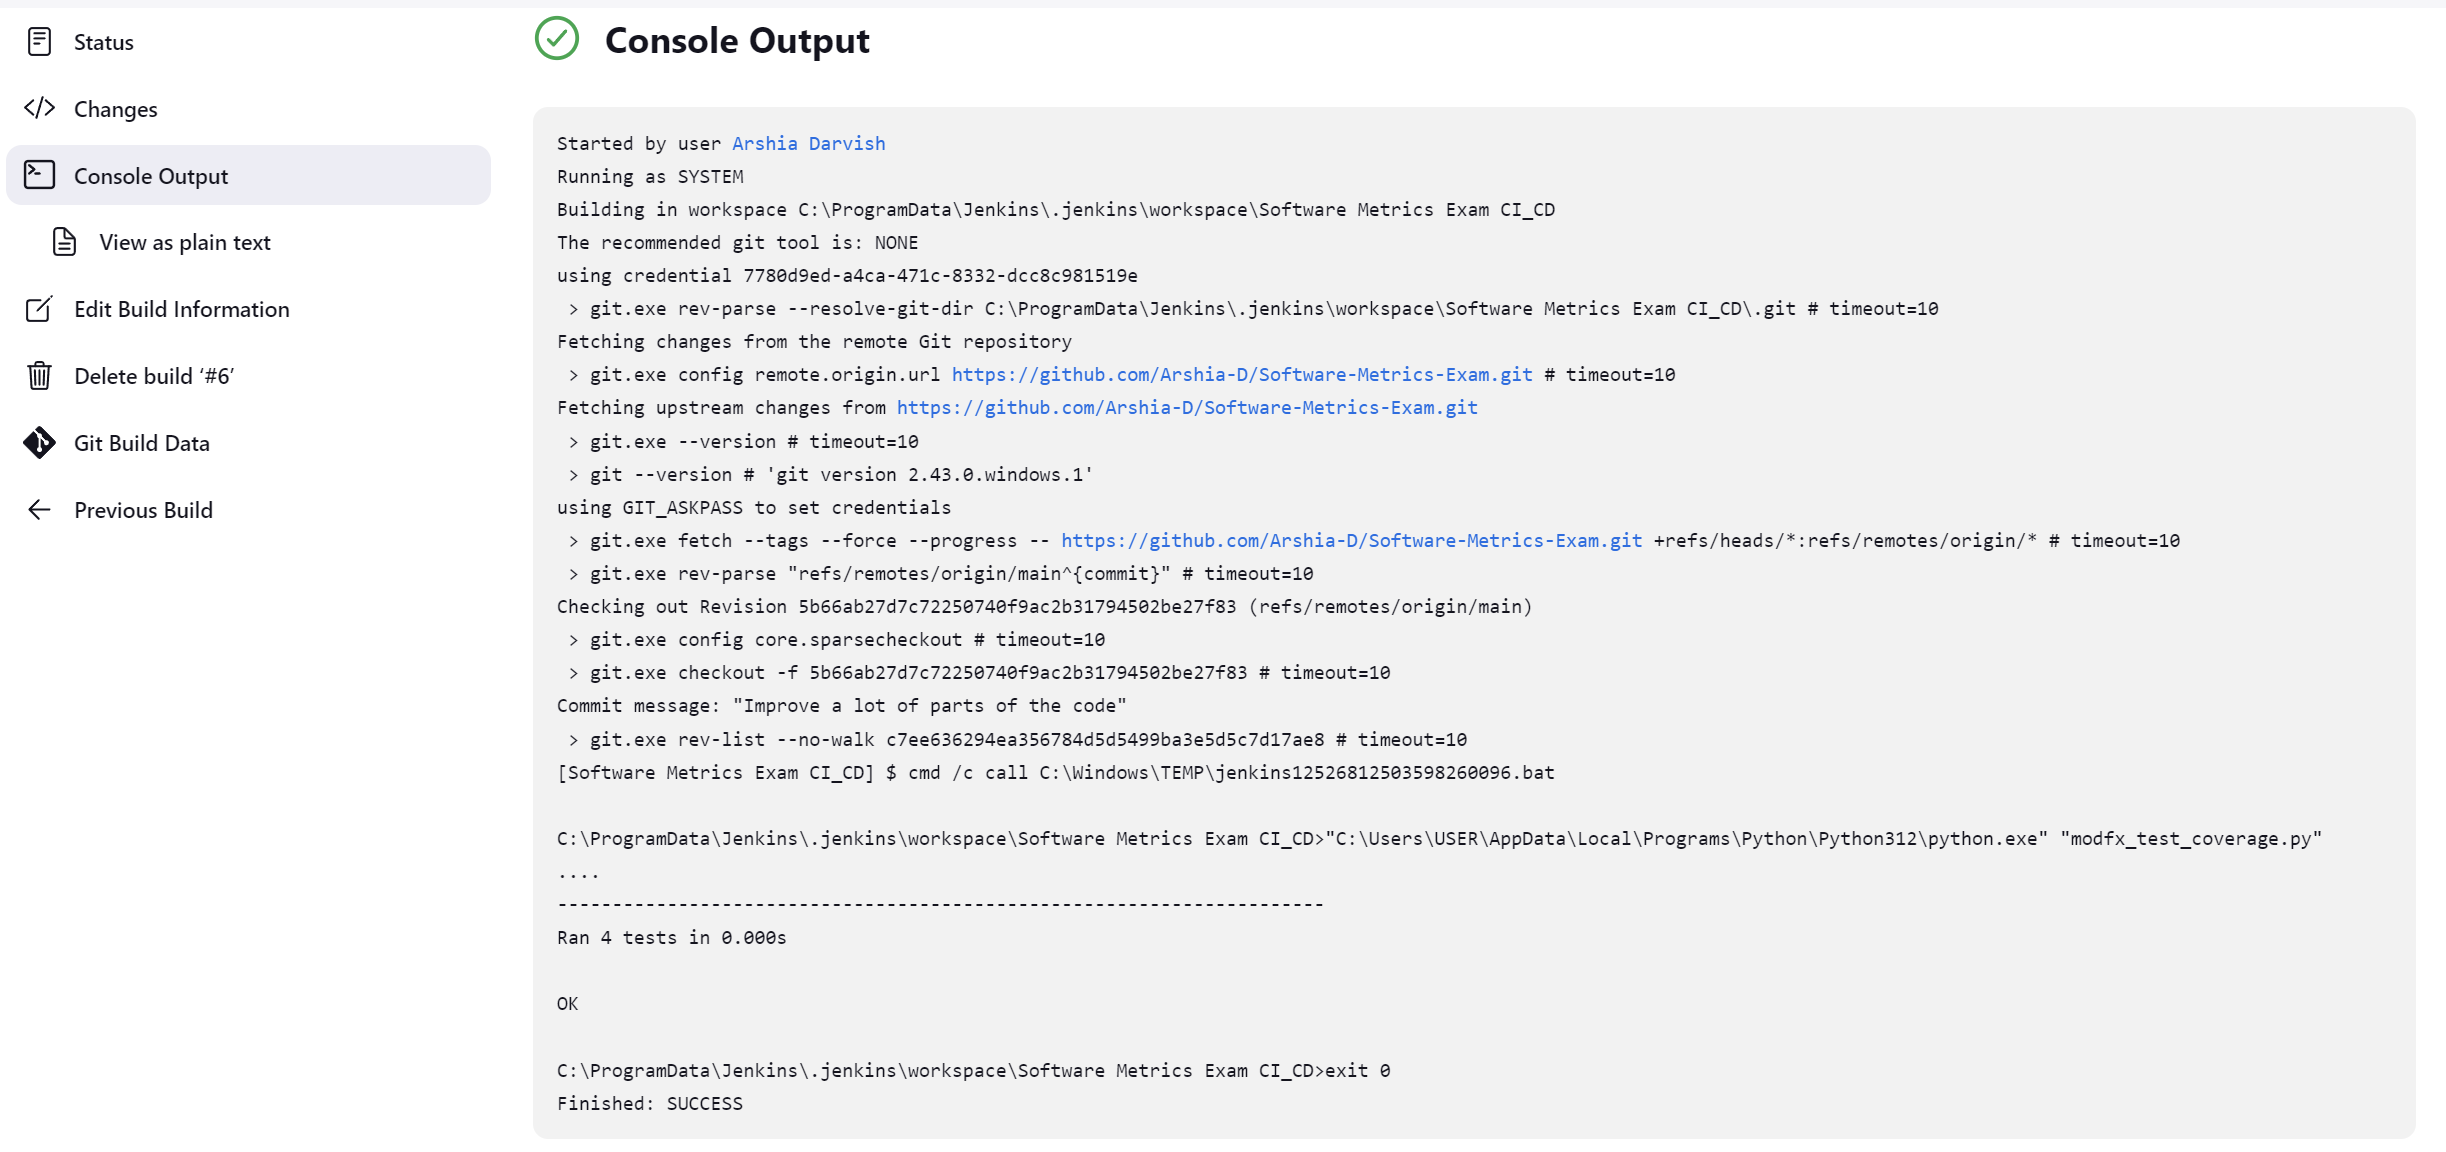 Status
Changes
Console Output
View as plain text
Edit Build Information
Delete build ‘#6’
Git Build Data
Previous Build
Console Output
Started by user Arshia Darvish
Running as SYSTEM
Building in workspace C:\ProgramData\Jenkins\.jenkins\workspace\Software Metrics Exam CI_CD
The recommended git tool is: NONE
using credential 7780d9ed-a4ca-471c-8332-dcc8c981519e
 > git.exe rev-parse --resolve-git-dir C:\ProgramData\Jenkins\.jenkins\workspace\Software Metrics Exam CI_CD\.git # timeout=10
Fetching changes from the remote Git repository
 > git.exe config remote.origin.url https://github.com/Arshia-D/Software-Metrics-Exam.git # timeout=10
Fetching upstream changes from https://github.com/Arshia-D/Software-Metrics-Exam.git
 > git.exe --version # timeout=10
 > git --version # 'git version 2.43.0.windows.1'
using GIT_ASKPASS to set credentials
 > git.exe fetch --tags --force --progress -- https://github.com/Arshia-D/Software-Metrics-Exam.git +refs/heads/*:refs/remotes/origin/* # timeout=10
 > git.exe rev-parse "refs/remotes/origin/main^{commit}" # timeout=10
Checking out Revision 5b66ab27d7c72250740f9ac2b31794502be27f83 (refs/remotes/origin/main)
 > git.exe config core.sparsecheckout # timeout=10
 > git.exe checkout -f 5b66ab27d7c72250740f9ac2b31794502be27f83 # timeout=10
Commit message: "Improve a lot of parts of the code"
 > git.exe rev-list --no-walk c7ee636294ea356784d5d5499ba3e5d5c7d17ae8 # timeout=10
[Software Metrics Exam CI_CD] $ cmd /c call C:\Windows\TEMP\jenkins12526812503598260096.bat
C:\ProgramData\Jenkins\.jenkins\workspace\Software Metrics Exam CI_CD>"C:\Users\USER\AppData\Local\Programs\Python\Python312\python.exe" "modfx_test_coverage.py"
....
----------------------------------------------------------------------
Ran 4 tests in 0.000s
OK
C:\ProgramData\Jenkins\.jenkins\workspace\Software Metrics Exam CI_CD>exit 0
Finished: SUCCESS